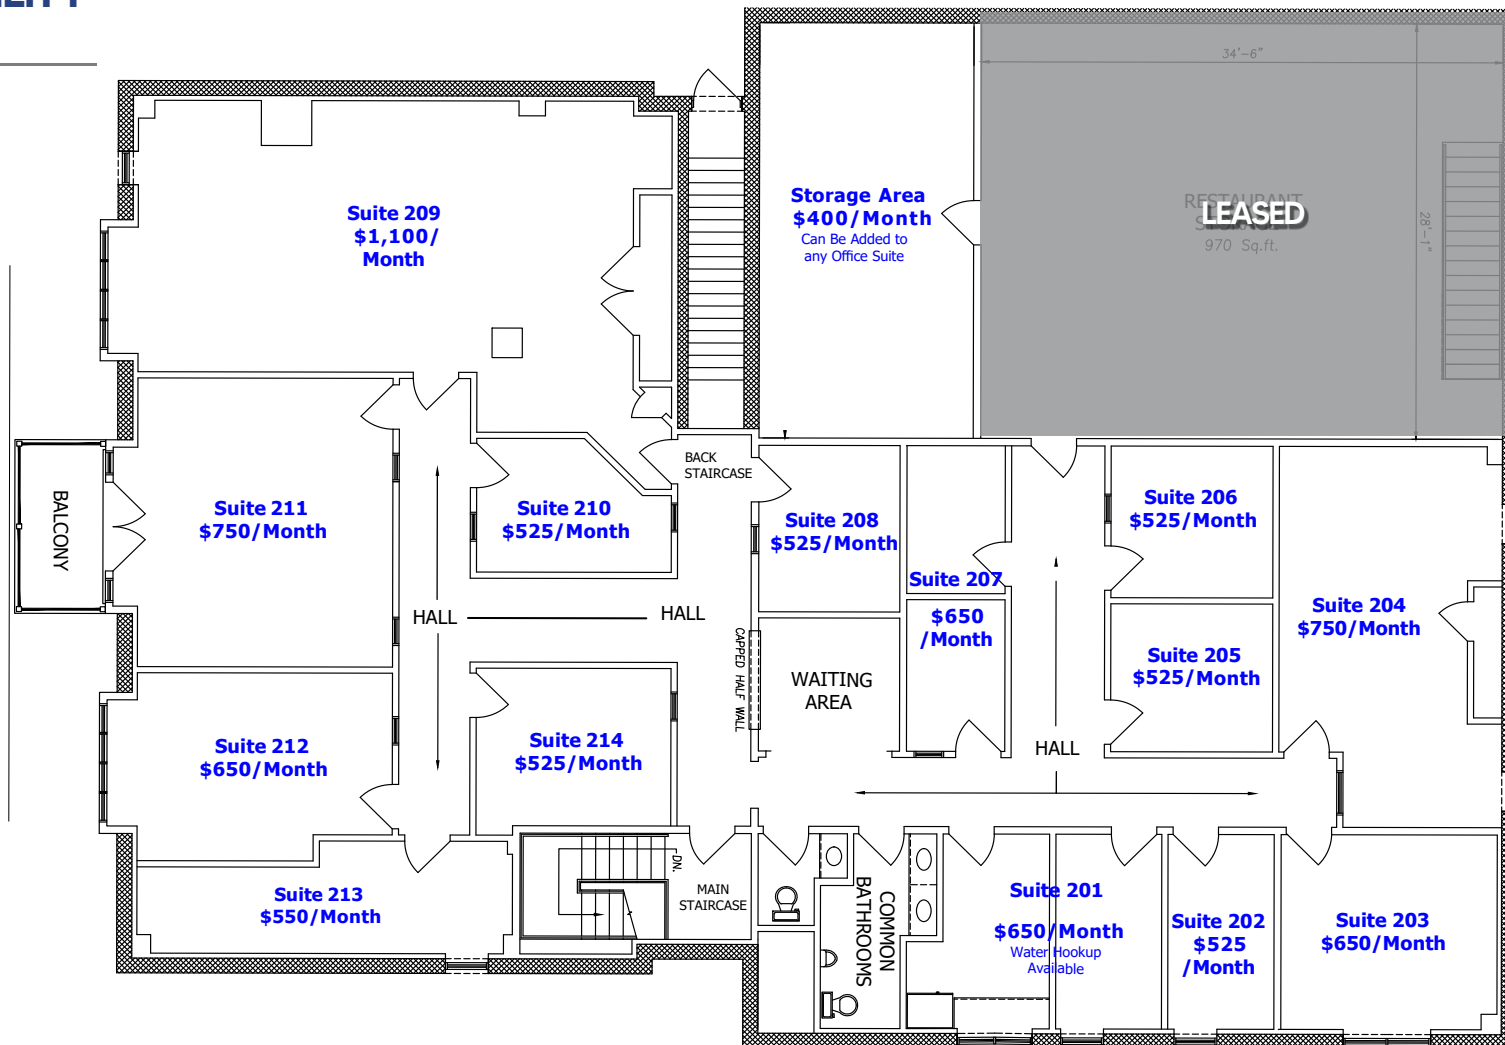 34'-6"
Storage Area
$400/Month
Can Be Added to
any Office Suite
RESTAURANT
LEASED
970 Sq.ft.
28'-1"
Suite 209
$1,100/
Month
BACK
STAIRCASE
BALCONY
Suite 211
$750/Month
Suite 210
$525/Month
Suite 208
$525/Month
Suite 207
$650
/Month
Suite 206
$525/Month
Suite 204
$750/Month
Suite 205
$525/Month
HALL
HALL
CAPPED HALF WALL
WAITING
AREA
HALL
Suite 212
$650/Month
Suite 214
$525/Month
Suite 213
$550/Month
DN.
MAIN
STAIRCASE
COMMON
BATHROOMS
Suite 201
$650/Month
Water Hookup
Available
Suite 202
$525
/Month
Suite 203
$650/Month